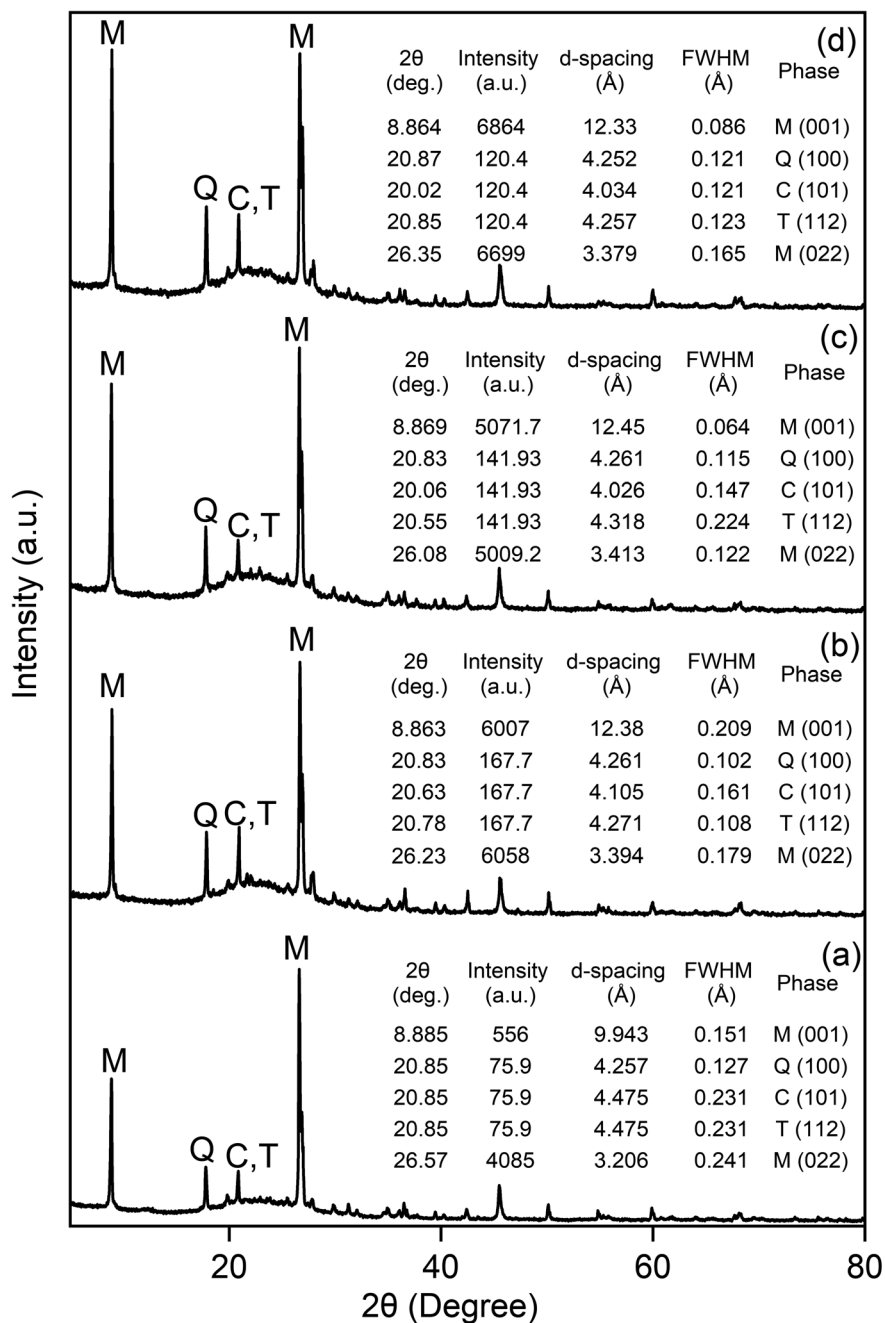 (d)
M
M
2θ Intensity d-spacing FWHM Phase
(deg.) (a.u.) (Å) (Å)
8.864 6864 12.33 0.086 M (001)
20.87 120.4 4.252 0.121 Q (100)
20.02 120.4 4.034 0.121 C (101)
20.85 120.4 4.257 0.123 T (112)
26.35 6699 3.379 0.165 M (022)
Q
C,T
(c)
M
M
2θ Intensity d-spacing FWHM Phase
(deg.) (a.u.) (Å) (Å)
8.869 5071.7 12.45 0.064 M (001)
20.83 141.93 4.261 0.115 Q (100)
20.06 141.93 4.026 0.147 C (101)
20.55 141.93 4.318 0.224 T (112)
26.08 5009.2 3.413 0.122 M (022)
Q
C,T
(b)
M
M
2θ Intensity d-spacing FWHM Phase
(deg.) (a.u.) (Å) (Å)
8.863 6007 12.38 0.209 M (001)
20.83 167.7 4.261 0.102 Q (100)
20.63 167.7 4.105 0.161 C (101)
20.78 167.7 4.271 0.108 T (112)
26.23 6058 3.394 0.179 M (022)
Q
C,T
(a)
M
M
2θ Intensity d-spacing FWHM Phase
(deg.) (a.u.) (Å) (Å)
8.885 556 9.943 0.151 M (001)
20.85 75.9 4.257 0.127 Q (100)
20.85 75.9 4.475 0.231 C (101)
20.85 75.9 4.475 0.231 T (112)
26.57 4085 3.206 0.241 M (022)
Q
C,T
Intensity (a.u.)
20 40 60 80
2θ (Degree)